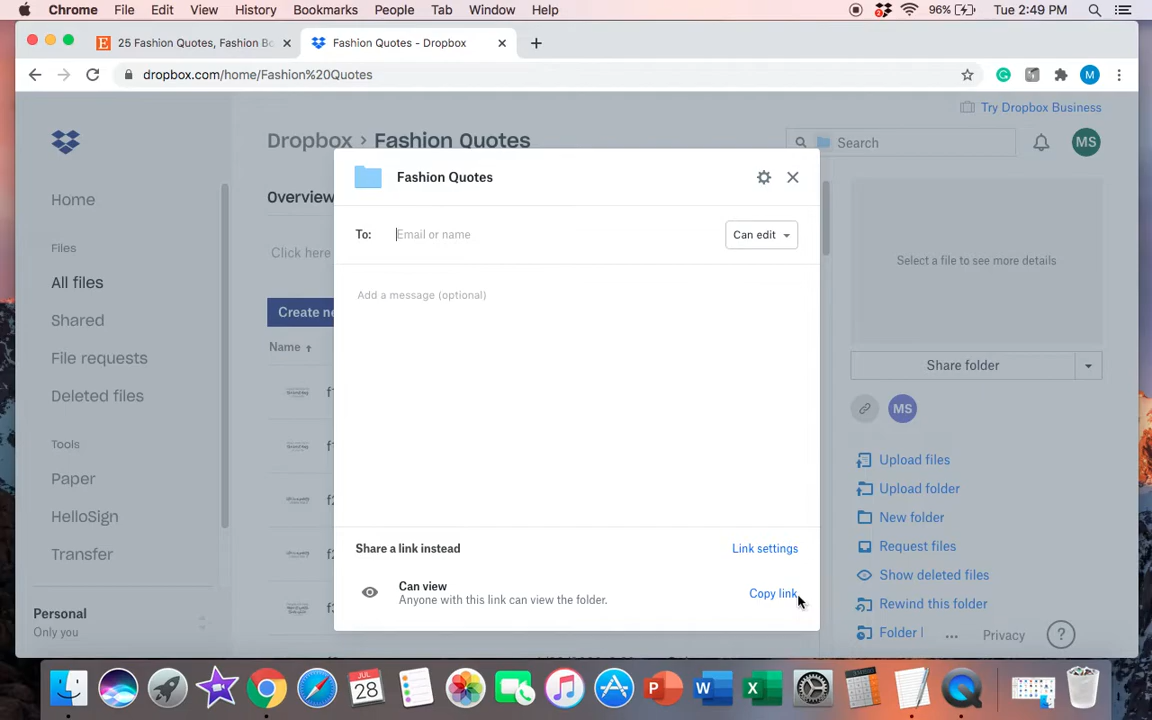 Chrome File Edit View History Bookmarks People Tab Window Help 96% Tue 2:49 PM
25 Fashion Quotes, Fashion Bo Fashion Quotes - Dropbox
dropbox.com/home/Fashion%20Quotes M
Try Dropbox Business
Dropbox › Fashion Quotes Search MS
Home
Files
All files
Shared
File requests
Deleted files
Tools
Paper
HelloSign
Transfer
Personal
Only you
Overview
Click here
Create ne
Name ↑
Fashion Quotes
To: Email or name Can edit
Add a message (optional)
Share a link instead Link settings
Can view
Anyone with this link can view the folder.
Copy link
Select a file to see more details
Share folder
MS
Upload files
Upload folder
New folder
Request files
Show deleted files
Rewind this folder
Folder
... Privacy ?
JUL
28